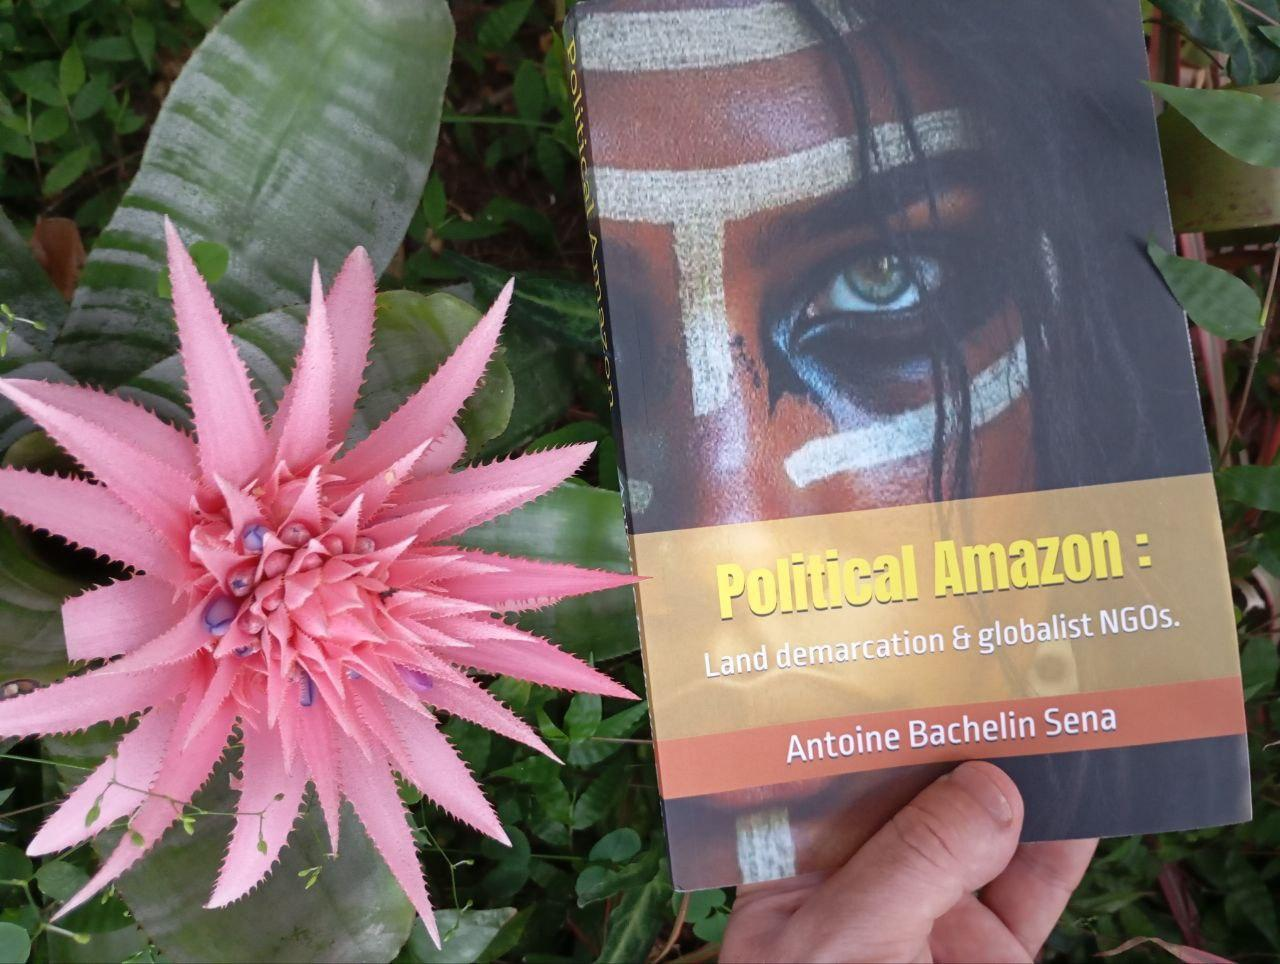 Political Amazon
Political Amazon :
Land demarcation & globalist NGOs.
Antoine Bachelin Sena